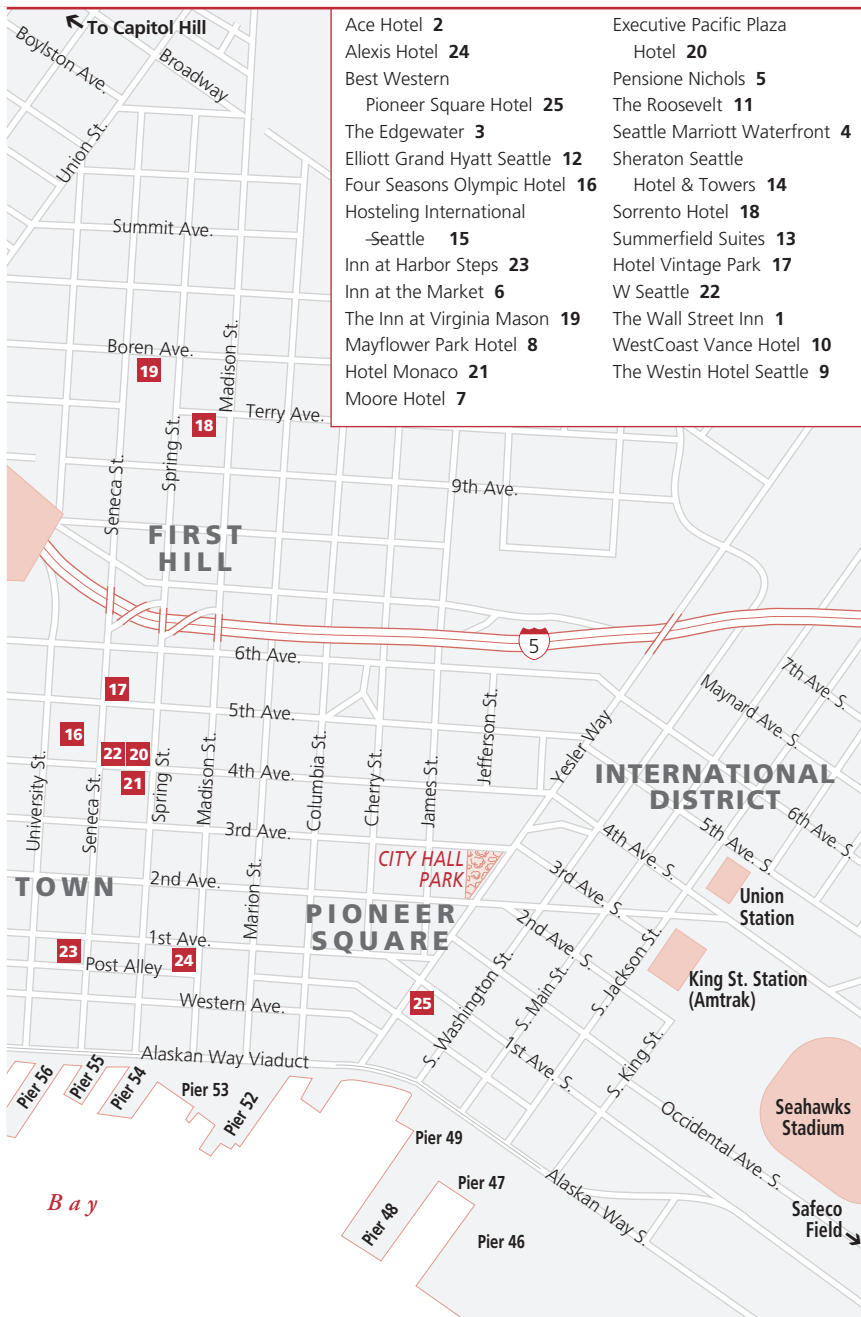 To Capitol Hill
Boylston Ave.
Broadway
Union St.
Ace Hotel 2
Alexis Hotel 24
Best Western
Pioneer Square Hotel 25
The Edgewater 3
Elliott Grand Hyatt Seattle 12
Four Seasons Olympic Hotel 16
Hosteling International
Seattle 15
Inn at Harbor Steps 23
Inn at the Market 6
The Inn at Virginia Mason 19
Mayflower Park Hotel 8
Hotel Monaco 21
Moore Hotel 7
Executive Pacific Plaza
Hotel 20
Pensione Nichols 5
The Roosevelt 11
Seattle Marriott Waterfront 4
Sheraton Seattle
Hotel & Towers 14
Sorrento Hotel 18
Summerfield Suites 13
Hotel Vintage Park 17
W Seattle 22
The Wall Street Inn 1
WestCoast Vance Hotel 10
The Westin Hotel Seattle 9
Summit Ave.
Boren Ave.
19
Madison St.
Terry Ave.
18
Spring St.
Seneca St.
9th Ave.
FIRST
HILL
5
6th Ave.
17
5th Ave.
16
22
20
21
4th Ave.
University St.
Seneca St.
Spring St.
Madison St.
Columbia St.
Cherry St.
James St.
Jefferson St.
Yesler Way
7th Ave. S.
Maynard Ave. S.
INTERNATIONAL
DISTRICT
6th Ave. S.
5th Ave. S.
4th Ave. S.
3rd Ave.
CITY HALL
PARK
3rd Ave. S.
TOWN
2nd Ave.
Marion St.
PIONEER
SQUARE
2nd Ave. S.
Union
Station
1st Ave.
23
24
Post Alley
Western Ave.
25
S. Washington St.
S. Main St.
S. Jackson St.
King St. Station
(Amtrak)
S. King St.
1st Ave. S.
Alaskan Way Viaduct
Pier 56
Pier 55
Pier 54
Pier 53
Pier 52
Seahawks
Stadium
Occidental Ave. S.
Pier 49
Pier 47
Pier 48
Pier 46
Alaskan Way S.
Bay
Safeco
Field